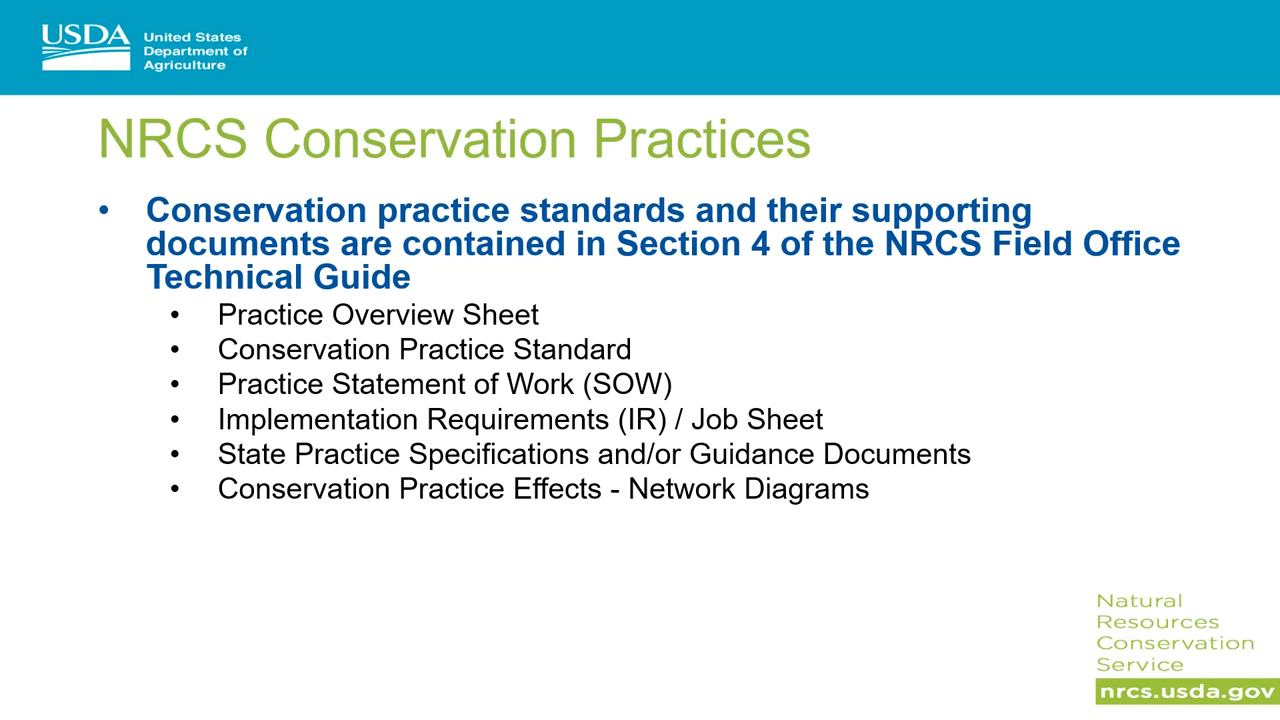 USDA
United States
Department of
Agriculture
NRCS Conservation Practices
• Conservation practice standards and their supporting
documents are contained in Section 4 of the NRCS Field Office
Technical Guide
• Practice Overview Sheet
• Conservation Practice Standard
• Practice Statement of Work (SOW)
• Implementation Requirements (IR) / Job Sheet
• State Practice Specifications and/or Guidance Documents
• Conservation Practice Effects - Network Diagrams
Natural
Resources
Conservation
Service
nrcs.usda.gov